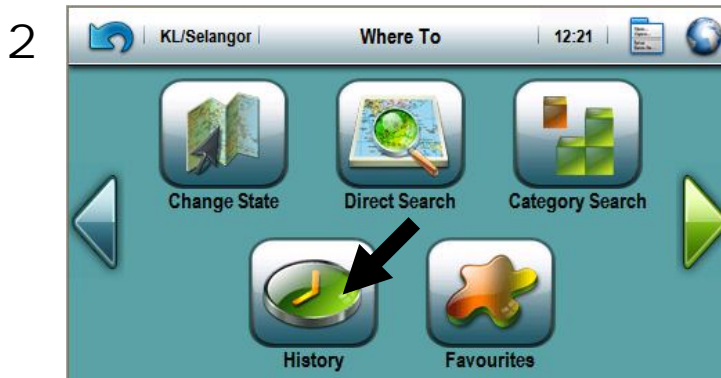 2
KL/Selangor Where To 12:21
Change State Direct Search Category Search
History Favourites